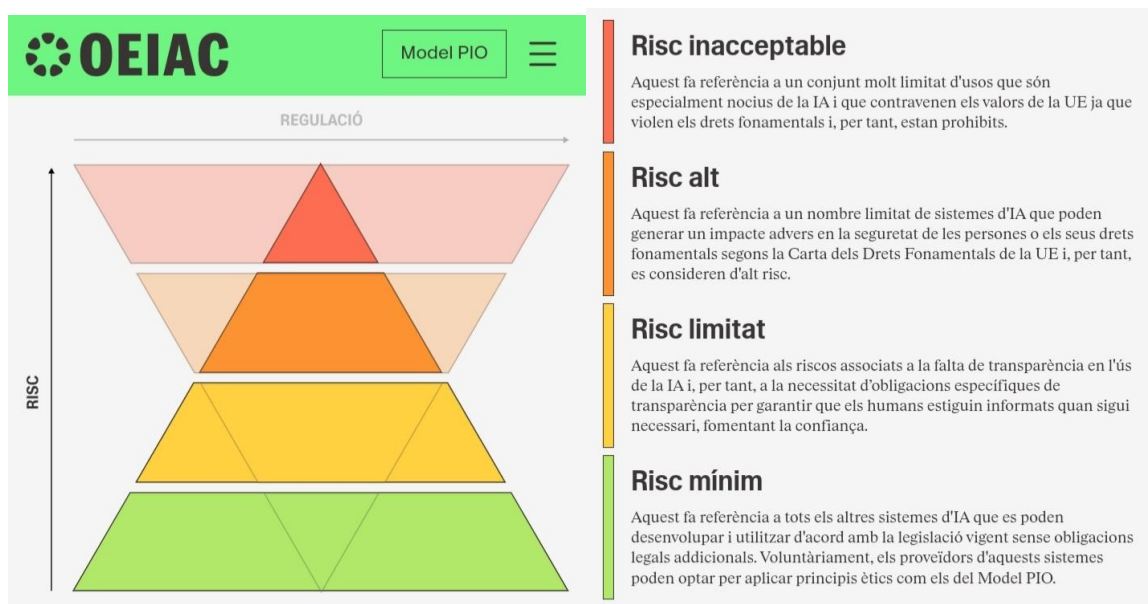 OEIAC
Model PIO
REGULACIÓ
RISC
Risc inacceptable
Aquest fa referència a un conjunt molt limitat d'usos que són
especialment nocius de la IA i que contravenen els valors de la UE ja que
violen els drets fonamentals i, per tant, estan prohibits.
Risc alt
Aquest fa referència a un nombre limitat de sistemes d'IA que poden
generar un impacte advers en la seguretat de les persones o els seus drets
fonamentals segons la Carta dels Drets Fonamentals de la UE i, per tant,
es consideren d'alt risc.
Risc limitat
Aquest fa referència als riscos associats a la falta de transparència en l'ús
de la IA i, per tant, a la necessitat d’obligacions específiques de
transparència per garantir que els humans estiguin informats quan sigui
necessari, fomentant la confiança.
Risc mínim
Aquest fa referència a tots els altres sistemes d'IA que es poden
desenvolupar i utilitzar d'acord amb la legislació vigent sense obligacions
legals addicionals. Voluntàriament, els proveïdors d'aquests sistemes
poden optar per aplicar principis ètics com els del Model PIO.